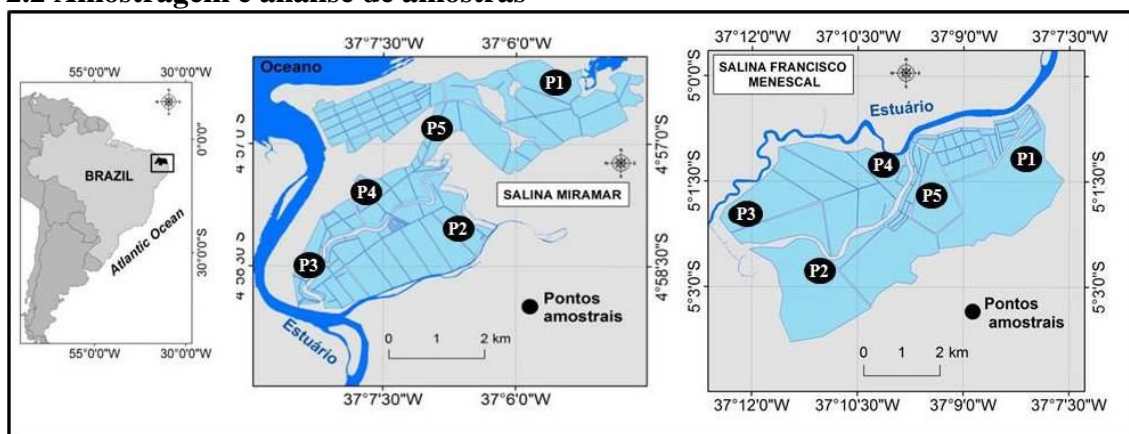 2.2 Amostragem e análise de amostras
55°0'0"W 30°0'0"W
0°0'0"
BRAZIL
Atlantic Ocean
30°0'0"S
55°0'0"W 30°0'0"W
37°7'30"W 37°6'0"W
Oceano
P1
P5
4°57'0"S
P4
SALINA MIRAMAR
P2
P3
4°58'30"S
Pontos
amostrais
0 1 2 km
Estuário
37°7'30"W 37°6'0"W
37°12'0"W 37°10'30"W 37°9'0"W 37°7'30"W
SALINA FRANCISCO
MENESCAL
5°0'0"S
Estuário
P4
P1
5°1'30"S
P5
P3
P2
5°3'0"S
Pontos
amostrais
0 1 2 km
37°12'0"W 37°10'30"W 37°9'0"W 37°7'30"W